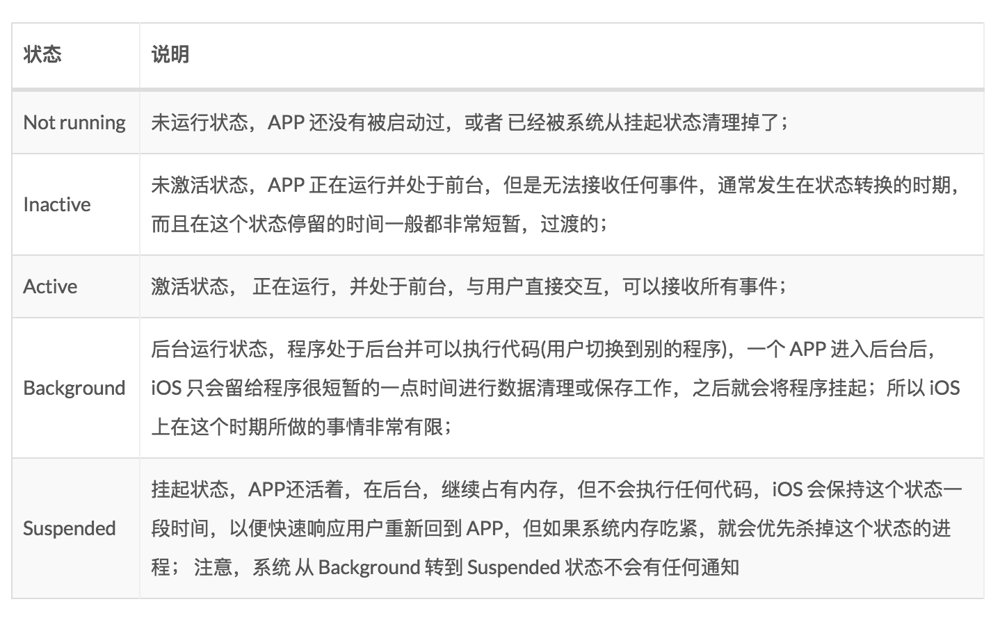 状态 说明
Not running 未运行状态，APP 还没有被启动过，或者 已经被系统从挂起状态清理掉了；
Inactive
未激活状态，APP 正在运行并处于前台，但是无法接收任何事件，通常发生在状态转换的时期，
而且在这个状态停留的时间一般都非常短暂，过渡的；
Active 激活状态， 正在运行，并处于前台，与用户直接交互，可以接收所有事件；
Background
后台运行状态，程序处于后台并可以执行代码(用户切换到别的程序)，一个 APP 进入后台后，
iOS 只会留给程序很短暂的一点时间进行数据清理或保存工作，之后就会将程序挂起；所以 iOS
上在这个时期所做的事情非常有限；
Suspended
挂起状态，APP还活着，在后台，继续占有内存，但不会执行任何代码，iOS 会保持这个状态一
段时间，以便快速响应用户重新回到 APP，但如果系统内存吃紧，就会优先杀掉这个状态的进
程； 注意，系统 从 Background 转到 Suspended 状态不会有任何通知